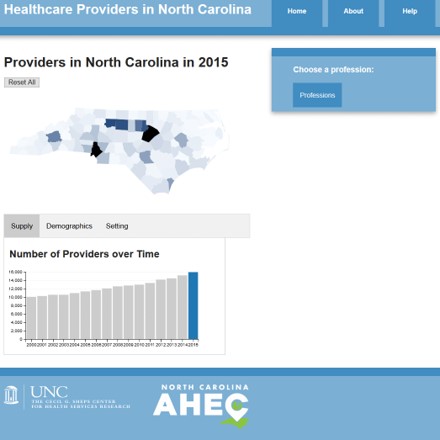 Healthcare Providers in North Carolina
Home
About
Help
Providers in North Carolina in 2015
Reset All
Choose a profession:
Professions
Supply
Demographics
Setting
Number of Providers over Time
16,000
14,000
12,000
10,000
8,000
6,000
4,000
2,000
0
2000 2001 2002 2003 2004 2005 2006 2007 2008 2009 2010 2011 2012 2013 2014 2015
UNC
THE CECIL G. SHEPS CENTER
FOR HEALTH SERVICES RESEARCH
NORTH CAROLINA
AHEC